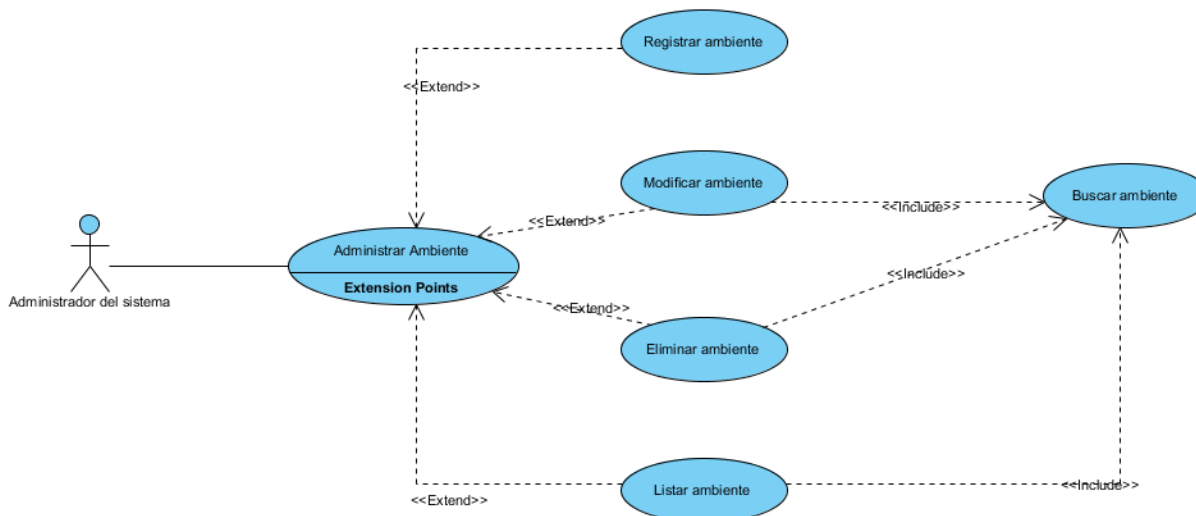 Registrar ambiente
<<Extend>>
Modificar ambiente
<<Include>>
Buscar ambiente
<<Extend>>
Administrar Ambiente
Extension Points
Administrador del sistema
<<Include>>
<<Extend>>
Eliminar ambiente
Listar ambiente
<<Extend>>
<<Include>>